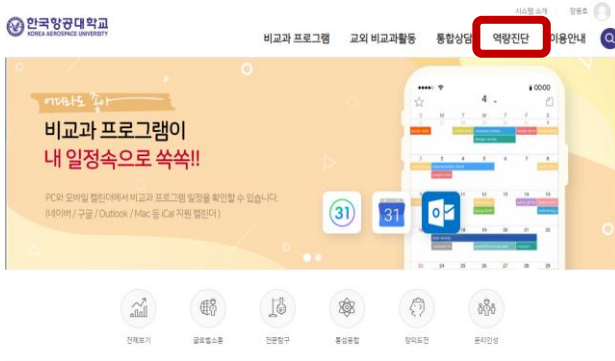 시스템 소개
장용호
한국항공대학교
KOREA AEROSPACE UNIVERSITY
비교과 프로그램 교외 비교과활동 통합상담 역량진단 이용안내
어디라도 좋아
비교과 프로그램이
내 일정속으로 쏙쏙!!
PC와 모바일 캘린더에서 비교과 프로그램 일정을 확인할 수 있습니다.
(네이버 / 구글 / Outlook / Mac 등 iCal 지원 캘린더)
4
31
31
전체보기 글로벌소통 전문탐구 통섭융합 창의도전 윤리인성